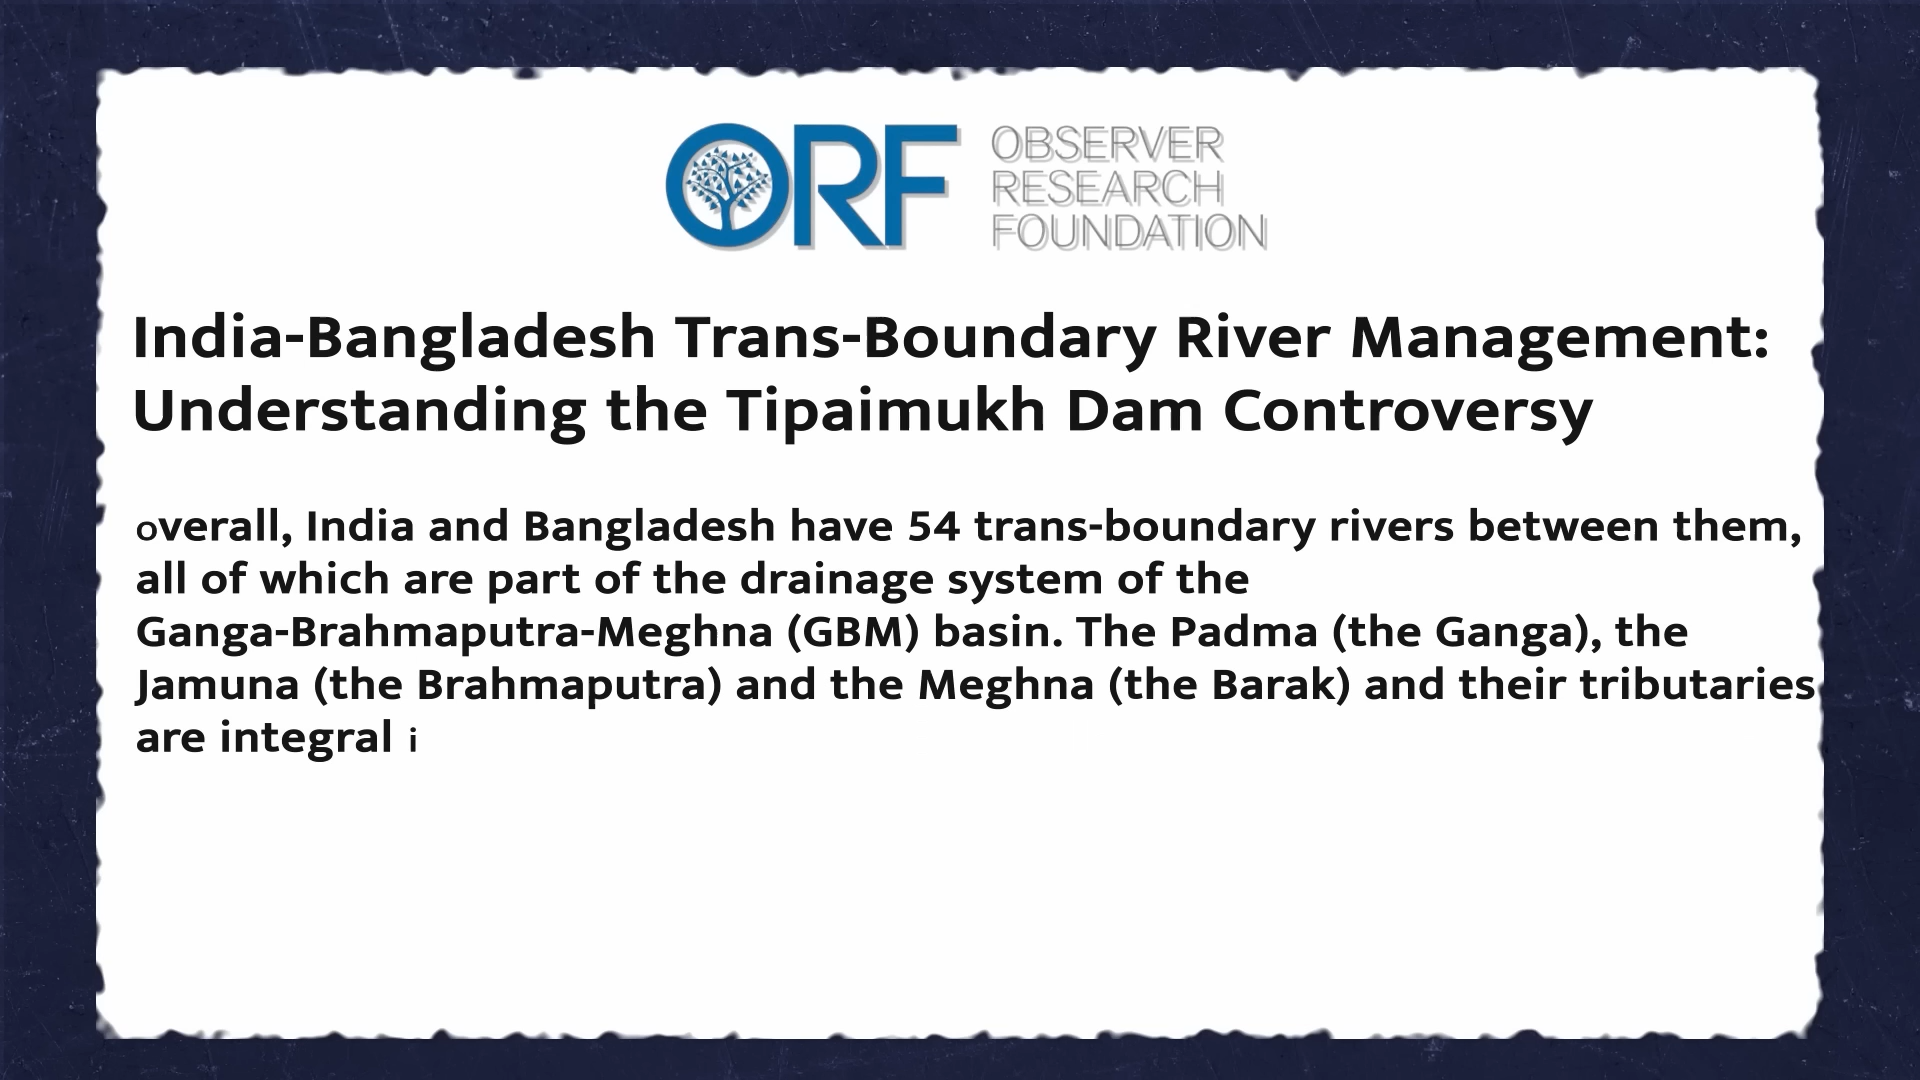 ORF OBSERVER
RESEARCH
FOUNDATION
India-Bangladesh Trans-Boundary River Management:
Understanding the Tipaimukh Dam Controversy
overall, India and Bangladesh have 54 trans-boundary rivers between them,
all of which are part of the drainage system of the
Ganga-Brahmaputra-Meghna (GBM) basin. The Padma (the Ganga), the
Jamuna (the Brahmaputra) and the Meghna (the Barak) and their tributaries
are integral i